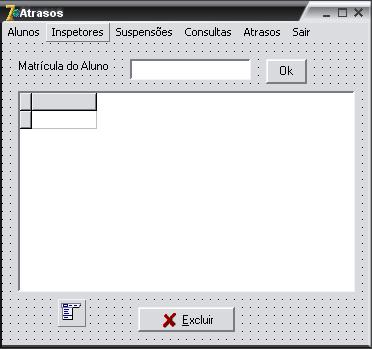 Atrasos
Alunos Inspetores Suspensões Consultas Atrasos Sair
Matrícula do Aluno Ok
Excluir